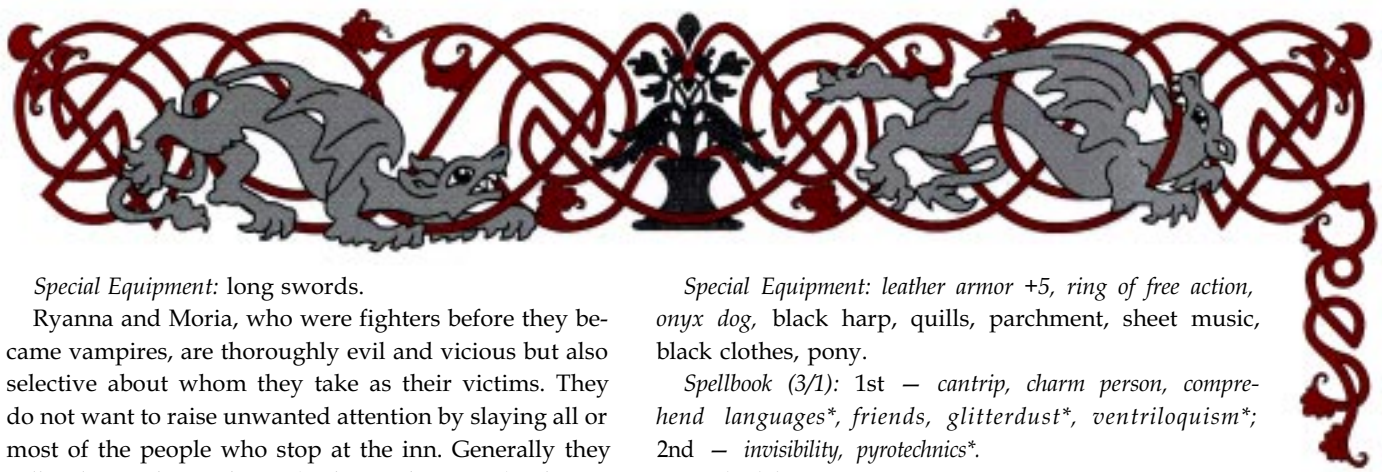 Special Equipment: long swords.
Ryanna and Moria, who were fighters before they be-
came vampires, are thoroughly evil and vicious but also
selective about whom they take as their victims. They
do not want to raise unwanted attention by slaying all or
most of the people who stop at the inn. Generally they
Special Equipment: leather armor +5, ring of free action,
onyx dog, black harp, quills, parchment, sheet music,
black clothes, pony.
Spellbook (3/1): 1st — cantrip, charm person, compre-
hend languages*, friends, glitterdust*, ventriloquism*;
2nd — invisibility, pyrotechnics*.